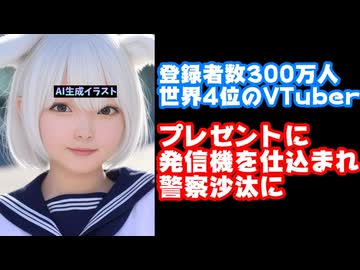 AI生成イラスト
登録者数300万人
世界4位のVTuber
プレゼントに
発信機を仕込まれ
警察沙汰に